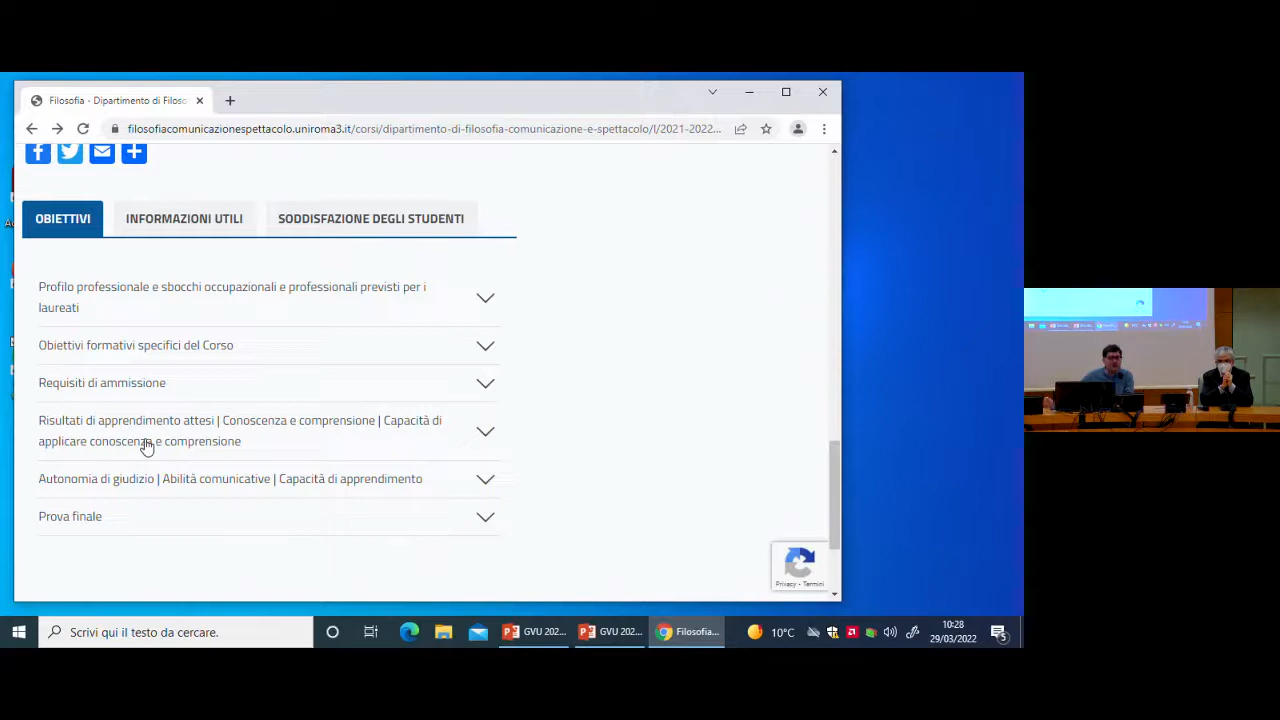 Filosofia - Dipartimento di Filoso
filosofiacomunicazionespettacolo.uniroma3.it/corsi/dipartimento-di-filosofia-comunicazione-e-spettacolo/l/2021-2022...
OBIETTIVI
INFORMAZIONI UTILI
SODDISFAZIONE DEGLI STUDENTI
Profilo professionale e sbocchi occupazionali e professionali previsti per i
laureati
Obiettivi formativi specifici del Corso
Requisiti di ammissione
Risultati di apprendimento attesi | Conoscenza e comprensione | Capacità di
applicare conoscenza e comprensione
Autonomia di giudizio | Abilità comunicative | Capacità di apprendimento
Prova finale
Privacy - Termini
Scrivi qui il testo da cercare.
GVU 202...
GVU 202...
Filosofia...
10°C
10:28
29/03/2022
5